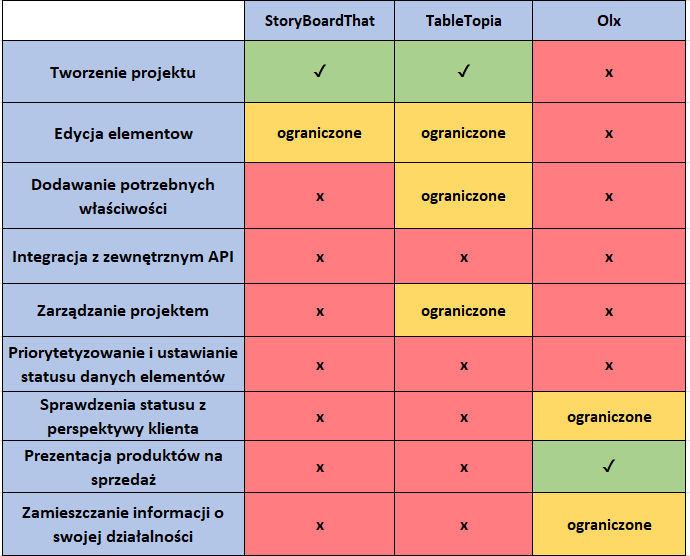 StoryBoardThat TableTopia Olx
Tworzenie projektu ✓ ✓ x
Edycja elementow ograniczone ograniczone x
Dodawanie potrzebnych
właściwości x ograniczone x
Integracja z zewnętrznym API x x x
Zarządzanie projektem x ograniczone x
Priorytetyzowanie i ustawianie
statusu danych elementów x x x
Sprawdzenia statusu z
perspektywy klienta x x ograniczone
Prezentacja produktów na
sprzedaż x x ✓
Zamieszczanie informacji o
swojej działalności x x ograniczone